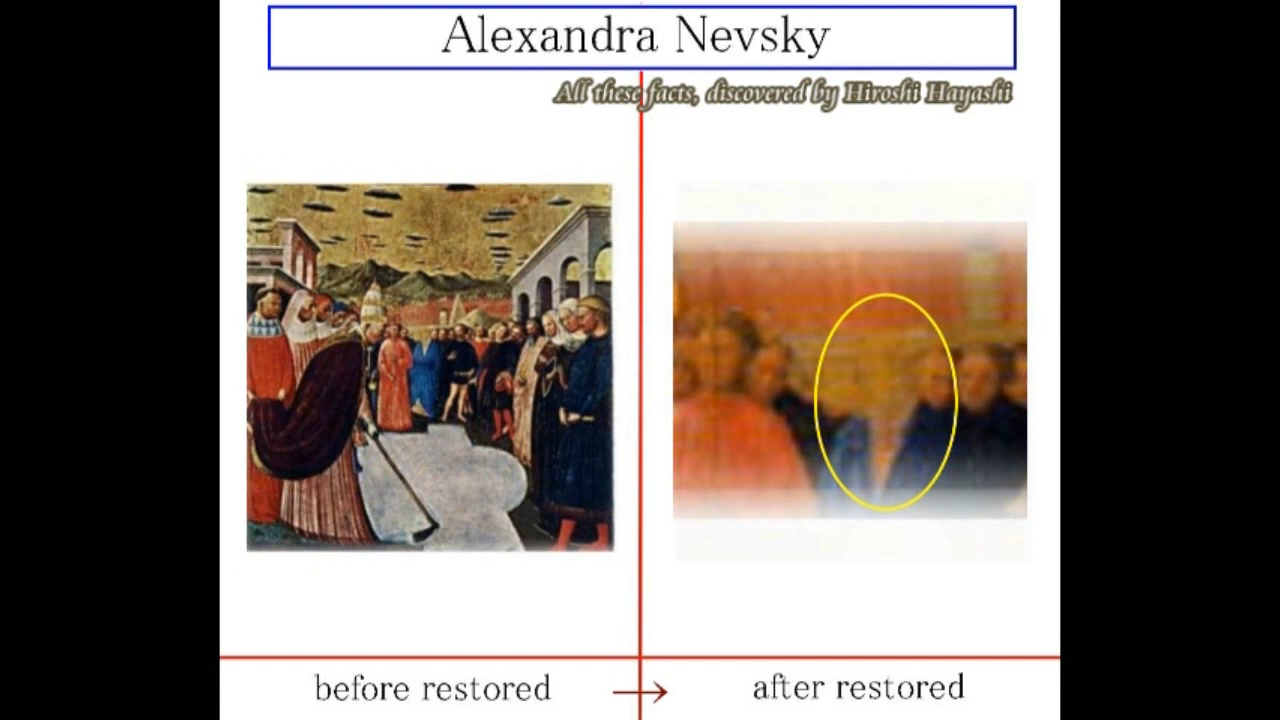 Alexandra Nevsky
All these facts, discovered by Hiroshi Hayashi
before restored → after restored